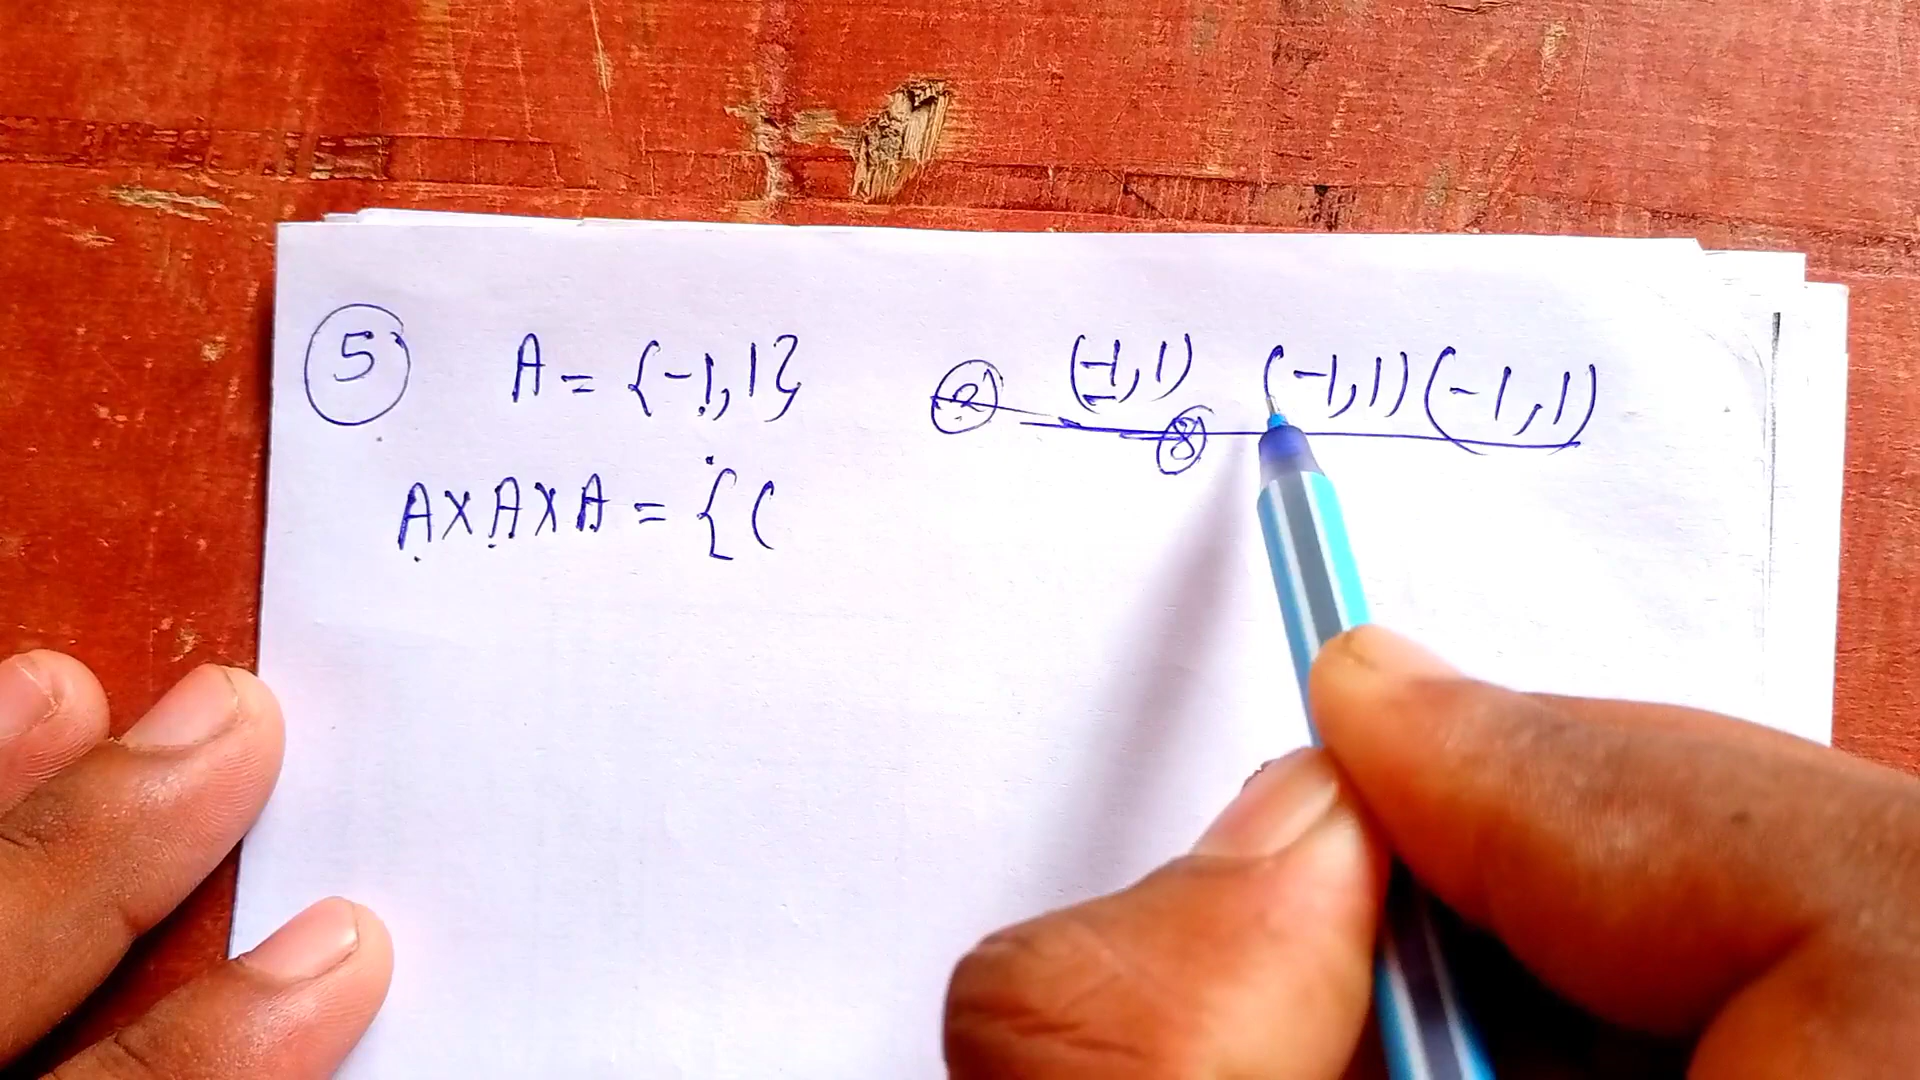 5 A = {-1, 1} 2 (-1, 1) (-1, 1) (-1, 1)
8
A X A X A = { (